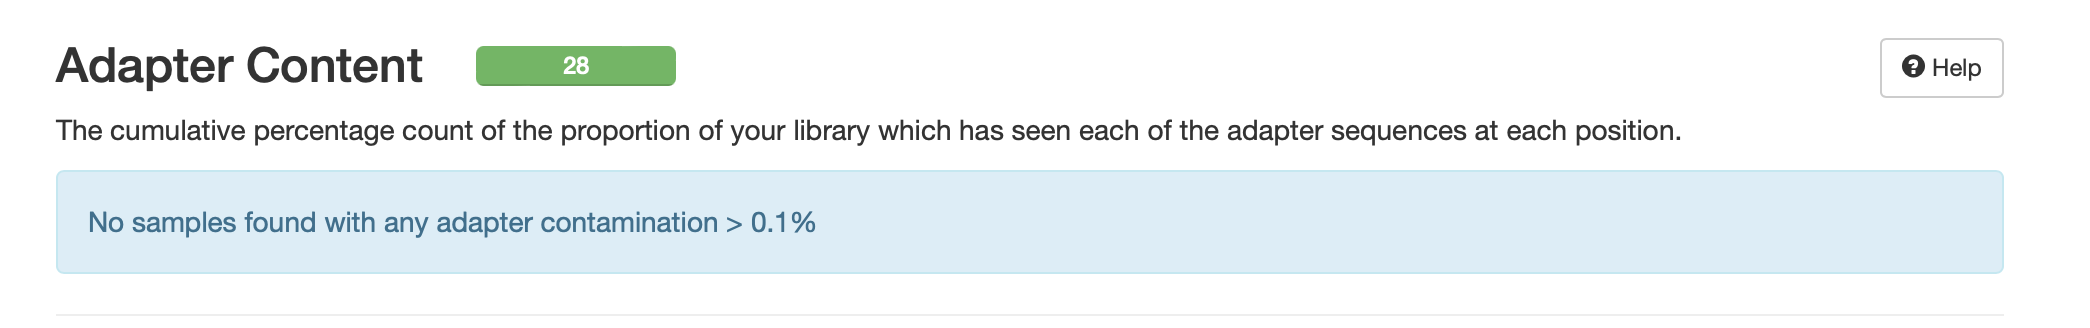 Adapter Content 28 Help
The cumulative percentage count of the proportion of your library which has seen each of the adapter sequences at each position.
No samples found with any adapter contamination > 0.1%